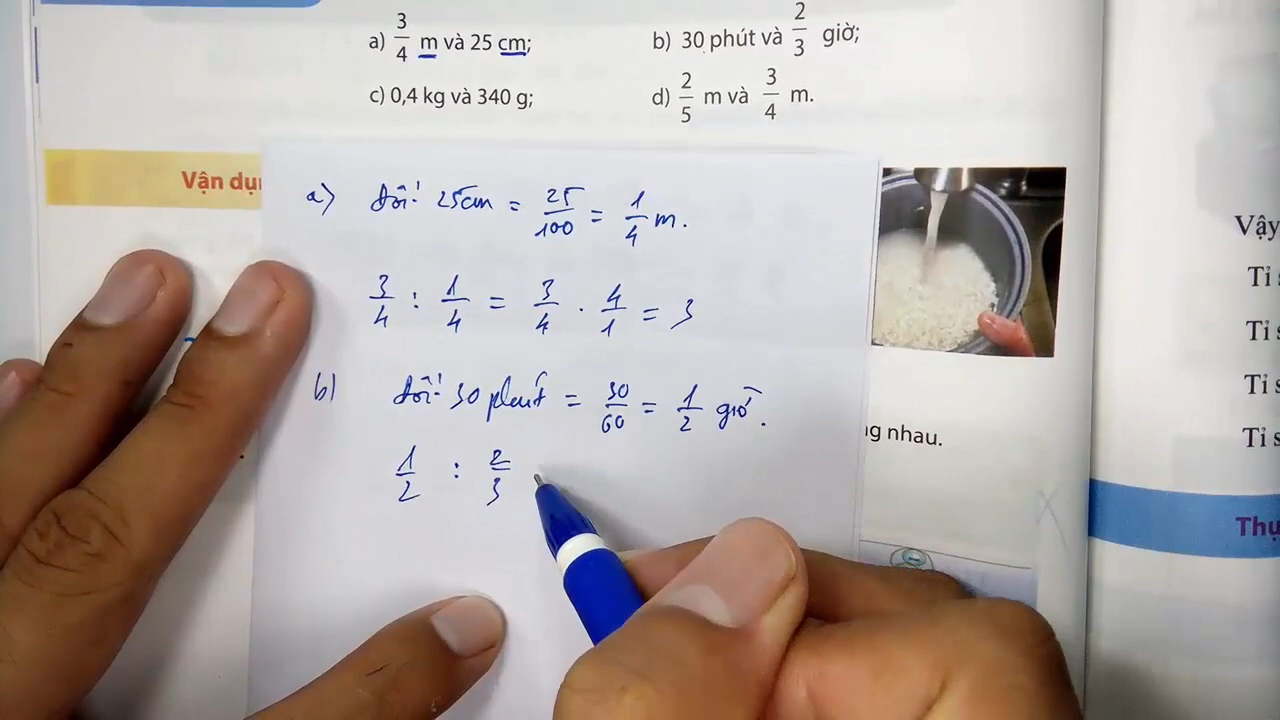 a) 3/4 m và 25 cm; b) 30 phút và 2/3 giờ;
c) 0,4 kg và 340 g; d) 2/5 m và 3/4 m.
Vận dụ
a) Đổi: 25cm = 25/100 = 1/4 m.
3/4 : 1/4 = 3/4 . 4/1 = 3
b) Đổi: 30 phút = 30/60 = 1/2 giờ.
1/2 : 2/3
ng nhau.
Vậy
Tỉ s
Tỉ s
Tỉ s
Tỉ s
Thự